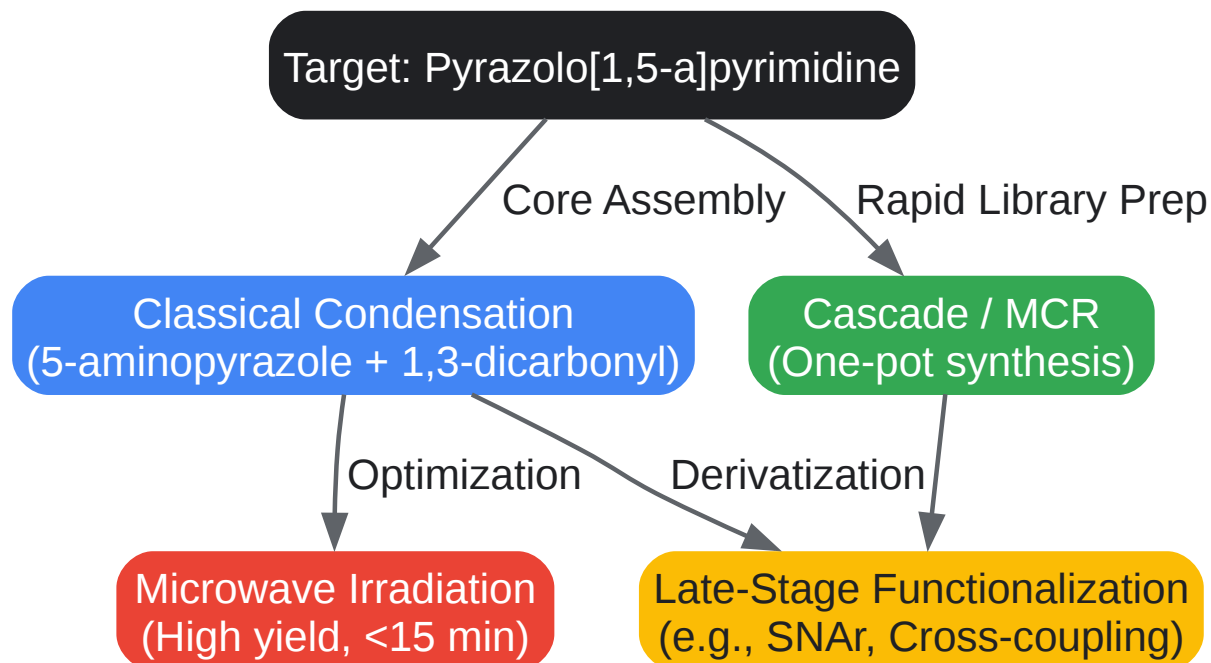 Target: Pyrazolo[1,5-a]pyrimidine
Core Assembly
Rapid Library Prep
Classical Condensation
(5-aminopyrazole + 1,3-dicarbonyl)
Cascade / MCR
(One-pot synthesis)
Optimization
Derivatization
Microwave Irradiation
(High yield, <15 min)
Late-Stage Functionalization
(e.g., SNAr, Cross-coupling)